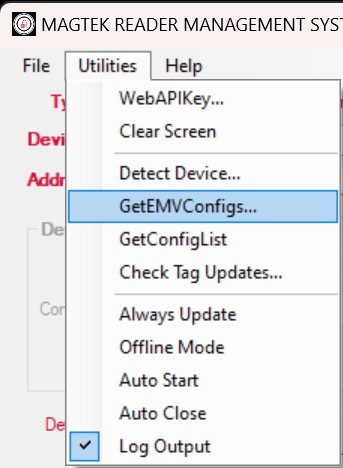 MAGTEK READER MANAGEMENT SYS
File Utilities Help
WebAPIKey...
Clear Screen
Detect Device...
GetEMVConfigs...
GetConfigList
Check Tag Updates...
Always Update
Offline Mode
Auto Start
Auto Close
Log Output
Ty
Devi
Addr
De
Con
De